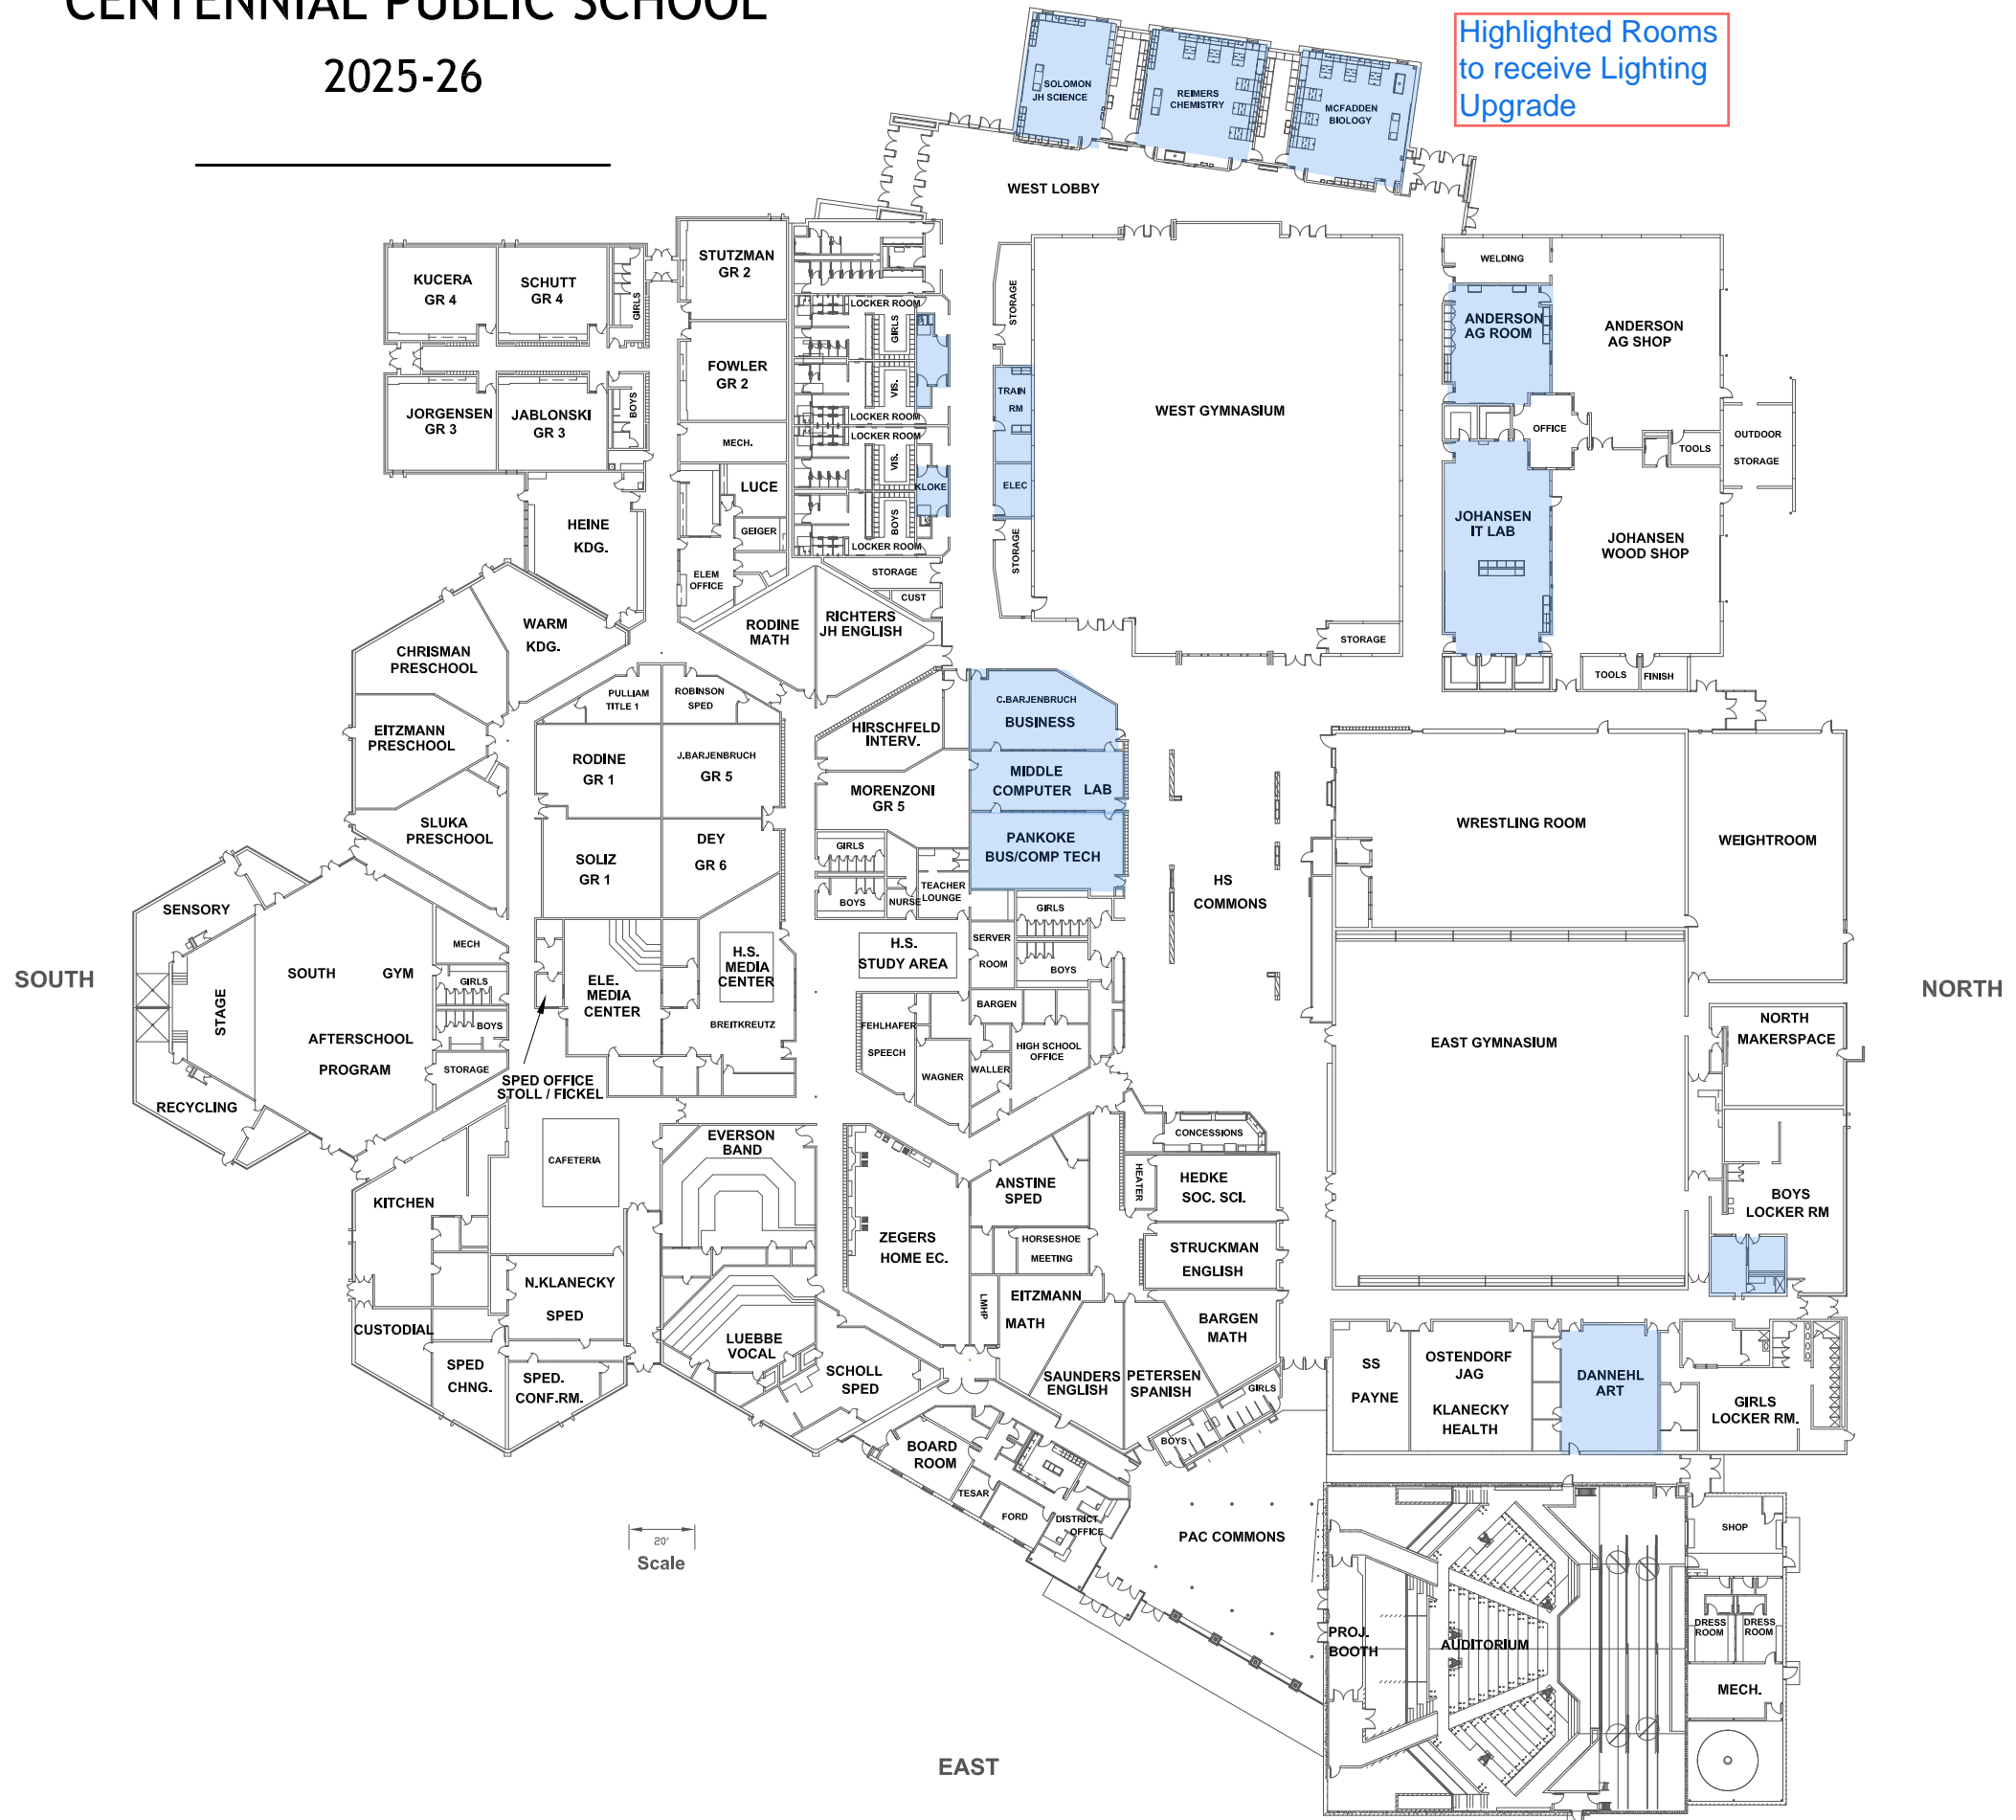 CENTENNIAL PUBLIC SCHOOL
2025-26
Highlighted Rooms
to receive Lighting
Upgrade
SOLOMON
JH SCIENCE
REIMERS
CHEMISTRY
MCFADDEN
BIOLOGY
WEST LOBBY
KUCERA
GR 4
SCHUTT
GR 4
GIRLS
STUTZMAN
GR 2
LOCKER ROOM
GIRLS
STORAGE
WELDING
ANDERSON
AG ROOM
ANDERSON
AG SHOP
JORGENSEN
GR 3
JABLONSKI
GR 3
BOYS
FOWLER
GR 2
VIS.
LOCKER ROOM
TRAIN
RM
WEST GYMNASIUM
OFFICE
TOOLS
OUTDOOR
STORAGE
MECH.
LOCKER ROOM
VIS.
KLOKE
ELEC
LUCE
GEIGER
BOYS
LOCKER ROOM
STORAGE
JOHANSEN
IT LAB
JOHANSEN
WOOD SHOP
HEINE
KDG.
ELEM
OFFICE
STORAGE
CUST
WARM
KDG.
RODINE
MATH
RICHTERS
JH ENGLISH
STORAGE
CHRISMAN
PRESCHOOL
TOOLS
FINISH
PULLIAM
TITLE 1
ROBINSON
SPED
C.BARJENBRUCH
BUSINESS
EITZMANN
PRESCHOOL
HIRSCHFELD
INTERV.
RODINE
GR 1
J.BARJENBRUCH
GR 5
MIDDLE
COMPUTER LAB
MORENZONI
GR 5
SLUKA
PRESCHOOL
WRESTLING ROOM
WEIGHTROOM
SOLIZ
GR 1
DEY
GR 6
GIRLS
PANKOKE
BUS/COMP TECH
BOYS
NURSE
TEACHER
LOUNGE
HS
COMMONS
SENSORY
GIRLS
MECH
H.S.
STUDY AREA
SERVER
ROOM
BOYS
SOUTH
SOUTH GYM
GIRLS
ELE.
MEDIA
CENTER
H.S.
MEDIA
CENTER
NORTH
STAGE
BOYS
AFTERSCHOOL
PROGRAM
STORAGE
BREITKREUTZ
FEHLHAFER
SPEECH
BARGEN
HIGH SCHOOL
OFFICE
WAGNER
WALLER
EAST GYMNASIUM
NORTH
MAKERSPACE
SPED OFFICE
STOLL / FICKEL
RECYCLING
CAFETERIA
EVERSON
BAND
CONCESSIONS
KITCHEN
ANSTINE
SPED
HEATER
HEDKE
SOC. SCI.
BOYS
LOCKER RM
ZEGERS
HOME EC.
HORSESHOE
MEETING
STRUCKMAN
ENGLISH
N.KLANECKY
SPED
LMHP
EITZMANN
MATH
BARGEN
MATH
CUSTODIAL
LUEBBE
VOCAL
SPED
CHNG.
SPED.
CONF.RM.
SCHOLL
SPED
SAUNDERS
ENGLISH
PETERSEN
SPANISH
GIRLS
BOYS
SS
PAYNE
OSTENDORF
JAG
KLANECKY
HEALTH
DANNEHL
ART
GIRLS
LOCKER RM.
BOARD
ROOM
TESAR
FORD
DISTRICT
OFFICE
PAC COMMONS
SHOP
20'
Scale
PROJ.
BOOTH
AUDITORIUM
DRESS
ROOM
DRESS
ROOM
MECH.
EAST